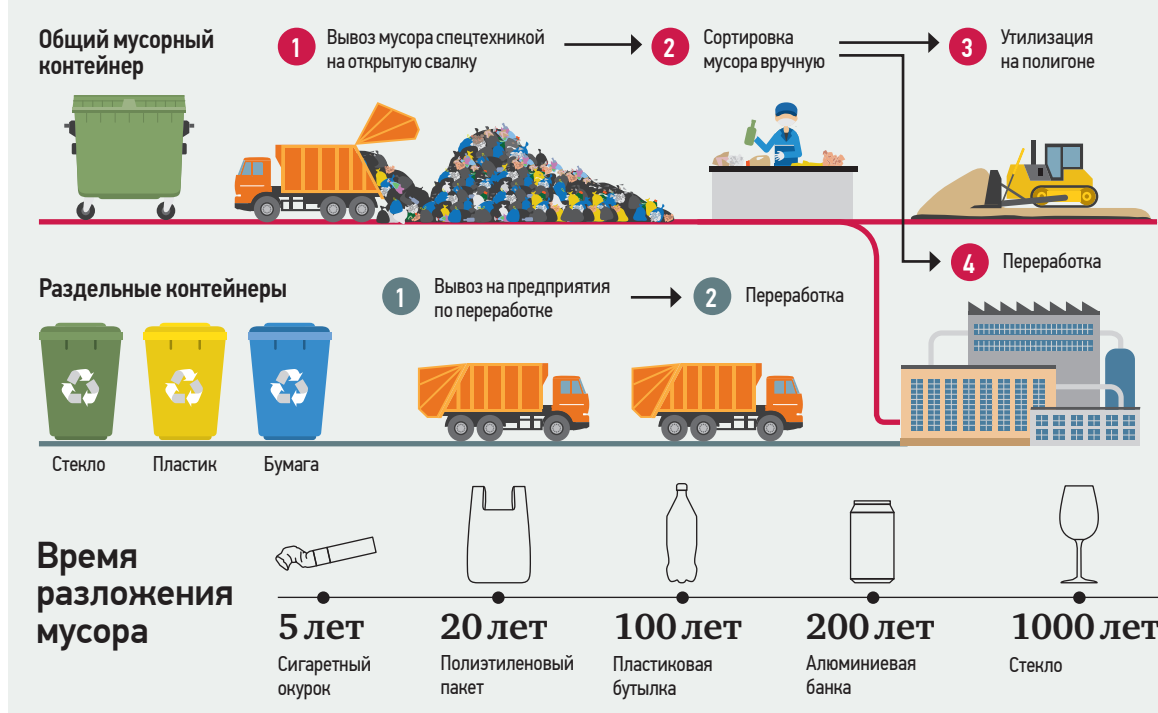 Общий мусорный
контейнер
1
Вывоз мусора спецтехникой
на открытую свалку
2
Сортировка
мусора вручную
3
Утилизация
на полигоне
4
Переработка
Раздельные контейнеры
1
Вывоз на предприятия
по переработке
2
Переработка
Стекло
Пластик
Бумага
Время
разложения
мусора
5 лет
Сигаретный
окурок
20 лет
Полиэтиленовый
пакет
100 лет
Пластиковая
бутылка
200 лет
Алюминиевая
банка
1000 лет
Стекло